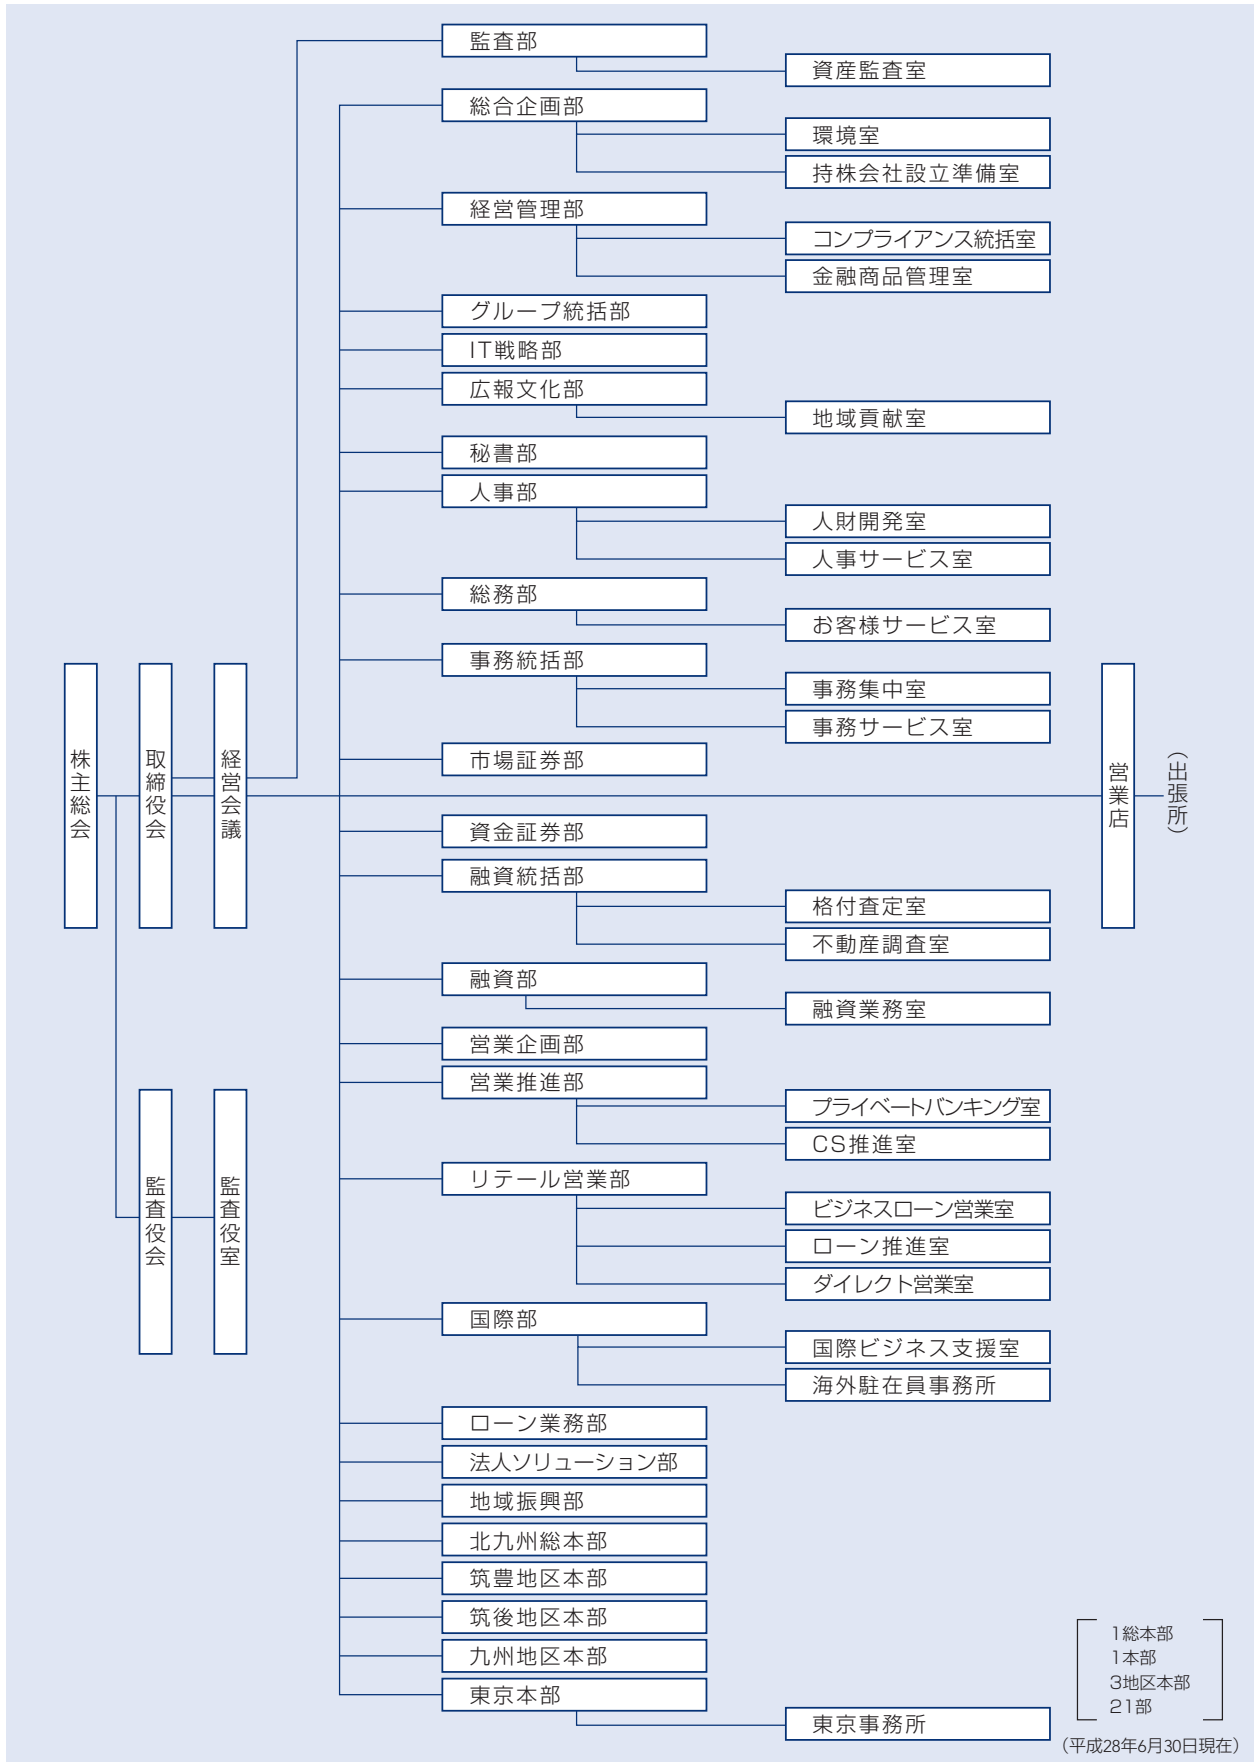 監査部
資産監査室
総合企画部
環境室
持株会社設立準備室
経営管理部
コンプライアンス統括室
金融商品管理室
グループ統括部
IT戦略部
広報文化部
地域貢献室
秘書部
人事部
人財開発室
人事サービス室
総務部
お客様サービス室
事務統括部
事務集中室
事務サービス室
株主総会
取締役会
経営会議
市場証券部
営業店
（出張所）
資金証券部
融資統括部
格付査定室
不動産調査室
融資部
融資業務室
営業企画部
営業推進部
プライベートバンキング室
CS推進室
監査役会
監査役室
リテール営業部
ビジネスローン営業室
ローン推進室
ダイレクト営業室
国際部
国際ビジネス支援室
海外駐在員事務所
ローン業務部
法人ソリューション部
地域振興部
北九州総本部
筑豊地区本部
筑後地区本部
九州地区本部
東京本部
東京事務所
1総本部
1本部
3地区本部
21部
（平成28年6月30日現在）